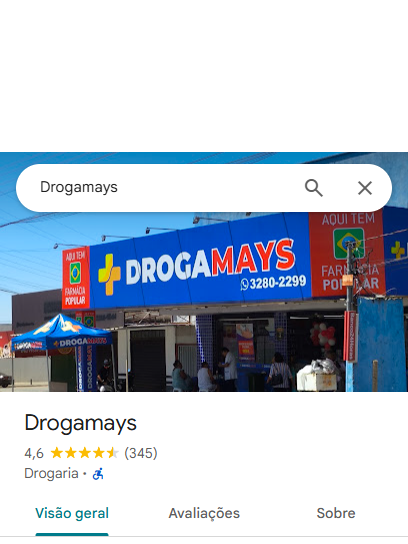 Drogamays
AQUI TEM
FARMÁCIA
POPULAR
DROGAMAYS
3280-2299
AQUI TEM
FARMÁCIA
POPULAR
DROGAMAYS
Drogamays
4,6 (345)
Drogaria ·
Visão geral
Avaliações
Sobre